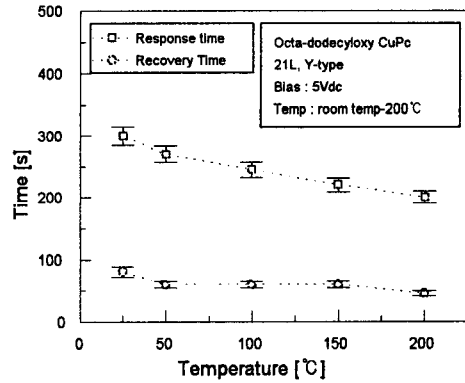 500
400
300
200
100
0
Time [s]
Response time
Recovery Time
Octa-dodecyloxy CuPc
21L, Y-type
Bias : 5Vdc
Temp : room temp-200℃
0
50
100
150
200
Temperature [℃]